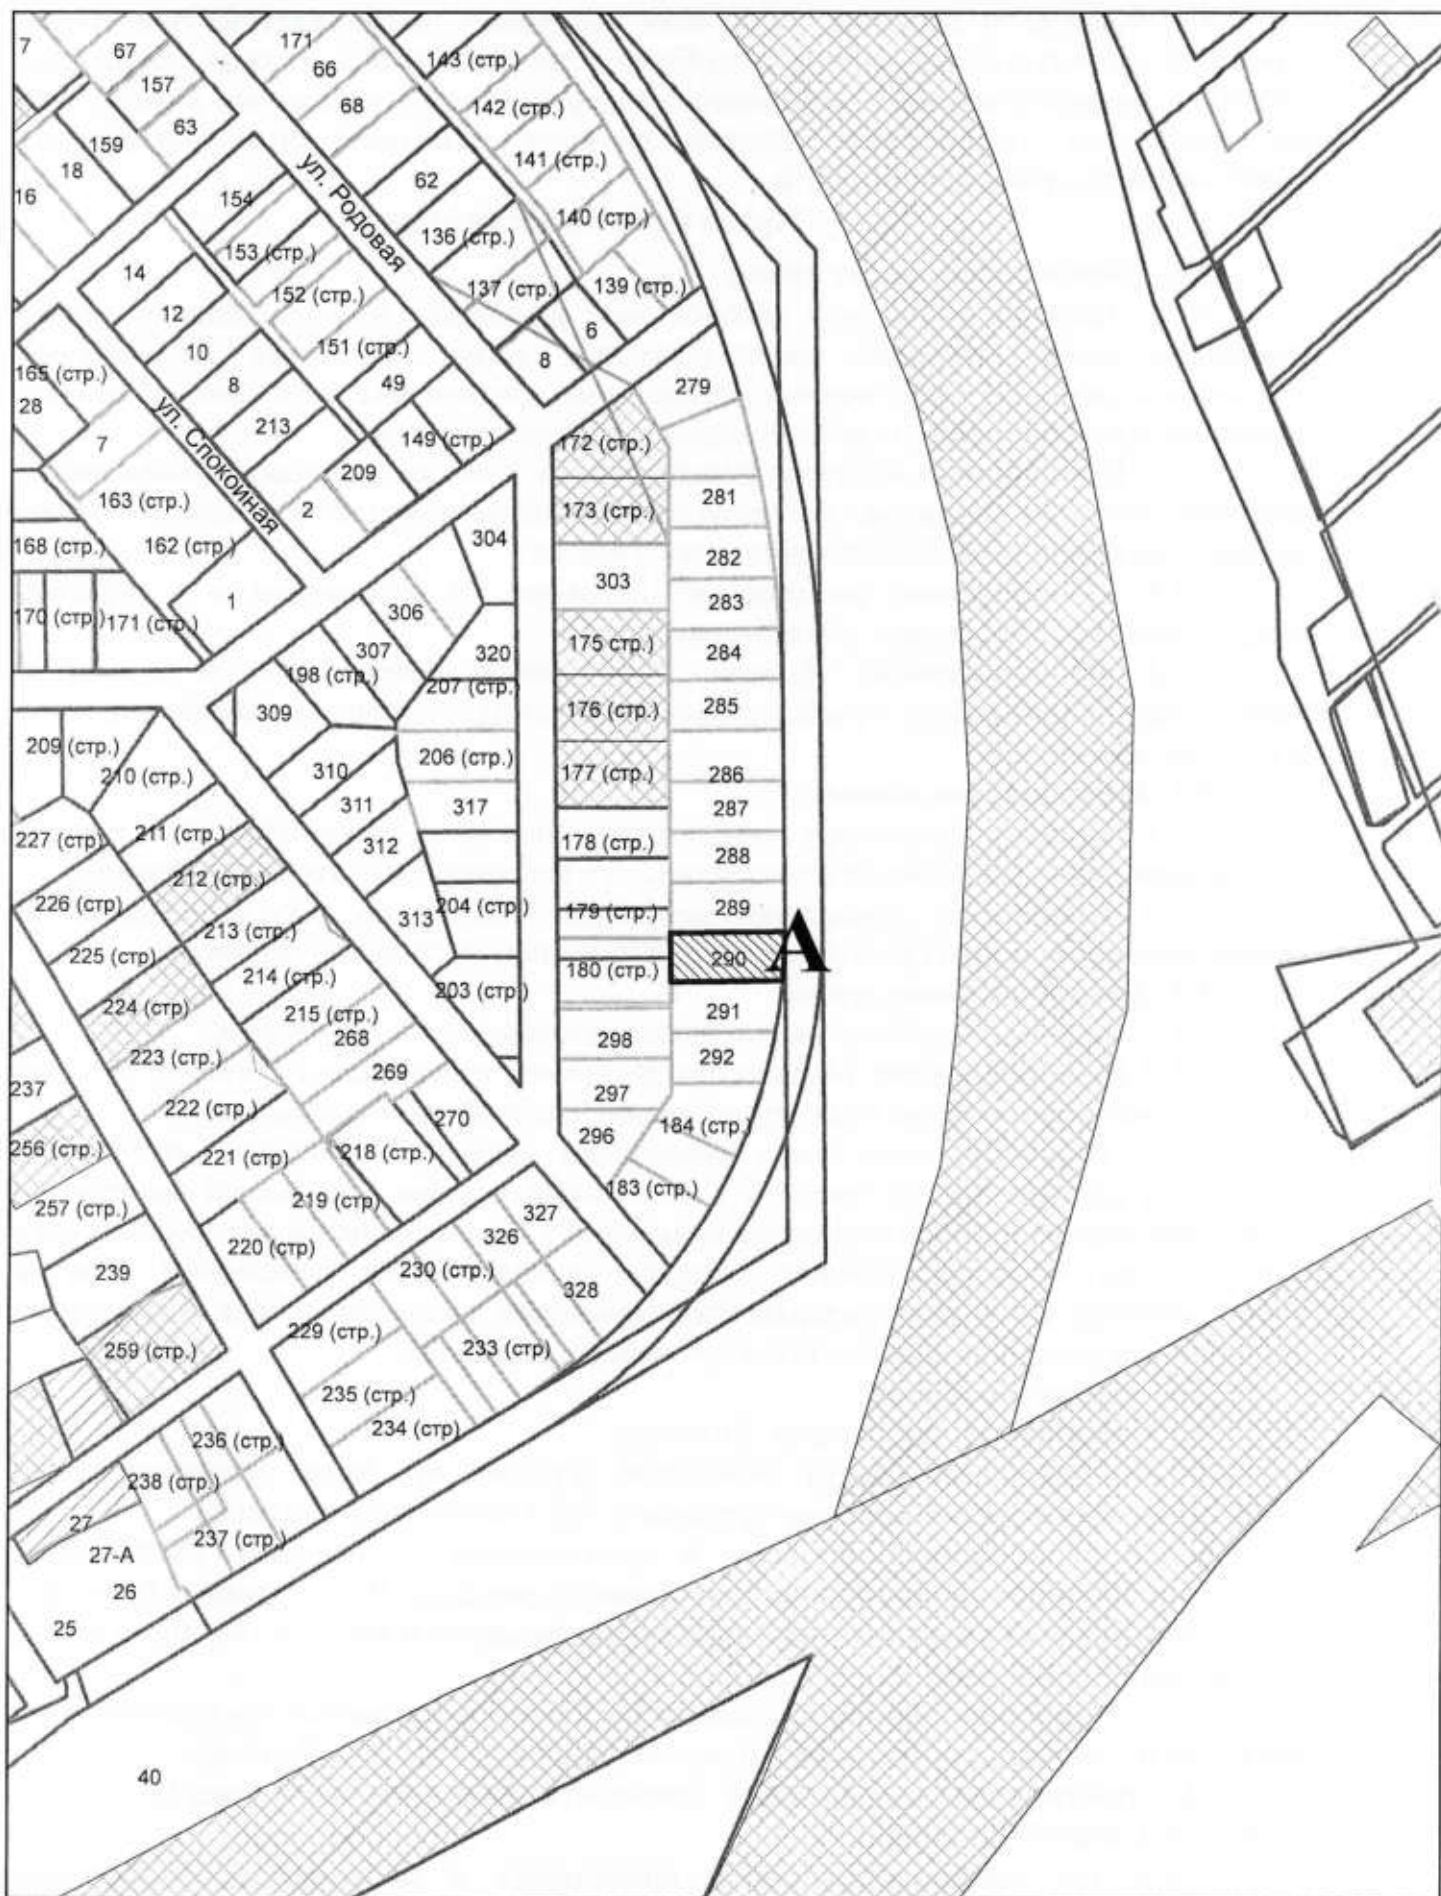 7
67
157
63
159
18
16
171
66
68
143 (стр.)
142 (стр.)
141 (стр.)
140 (стр.)
139 (стр.)
62
136 (стр.)
137 (стр.)
6
8
ул. Родовая
154
153 (стр.)
152 (стр.)
151 (стр.)
49
149 (стр.)
14
12
10
8
213
209
2
ул. Спокойная
165 (стр.)
28
7
163 (стр.)
162 (стр.)
168 (стр.)
170 (стр.)
171 (стр.)
1
279
172 (стр.)
173 (стр.)
303
175 стр.)
176 (стр.)
177 (стр.)
178 (стр.)
179 (стр.)
180 (стр.)
298
297
296
281
282
283
284
285
286
287
288
289
290
А
291
292
184 (стр.)
183 (стр.)
304
306
307
320
198 (стр.)
207 (стр.)
309
206 (стр.)
310
317
311
312
313
204 (стр.)
203 (стр.)
209 (стр.)
210 (стр.)
211 (стр.)
212 (стр.)
213 (стр.)
214 (стр.)
215 (стр.)
268
269
270
218 (стр.)
219 (стр)
220 (стр)
221 (стр)
222 (стр.)
223 (стр.)
224 (стр)
225 (стр)
226 (стр)
227 (стр)
237
256 (стр.)
257 (стр.)
239
259 (стр.)
327
326
328
230 (стр.)
229 (стр.)
233 (стр)
235 (стр.)
234 (стр)
236 (стр.)
238 (стр.)
237 (стр.)
27
27-А
26
25
40